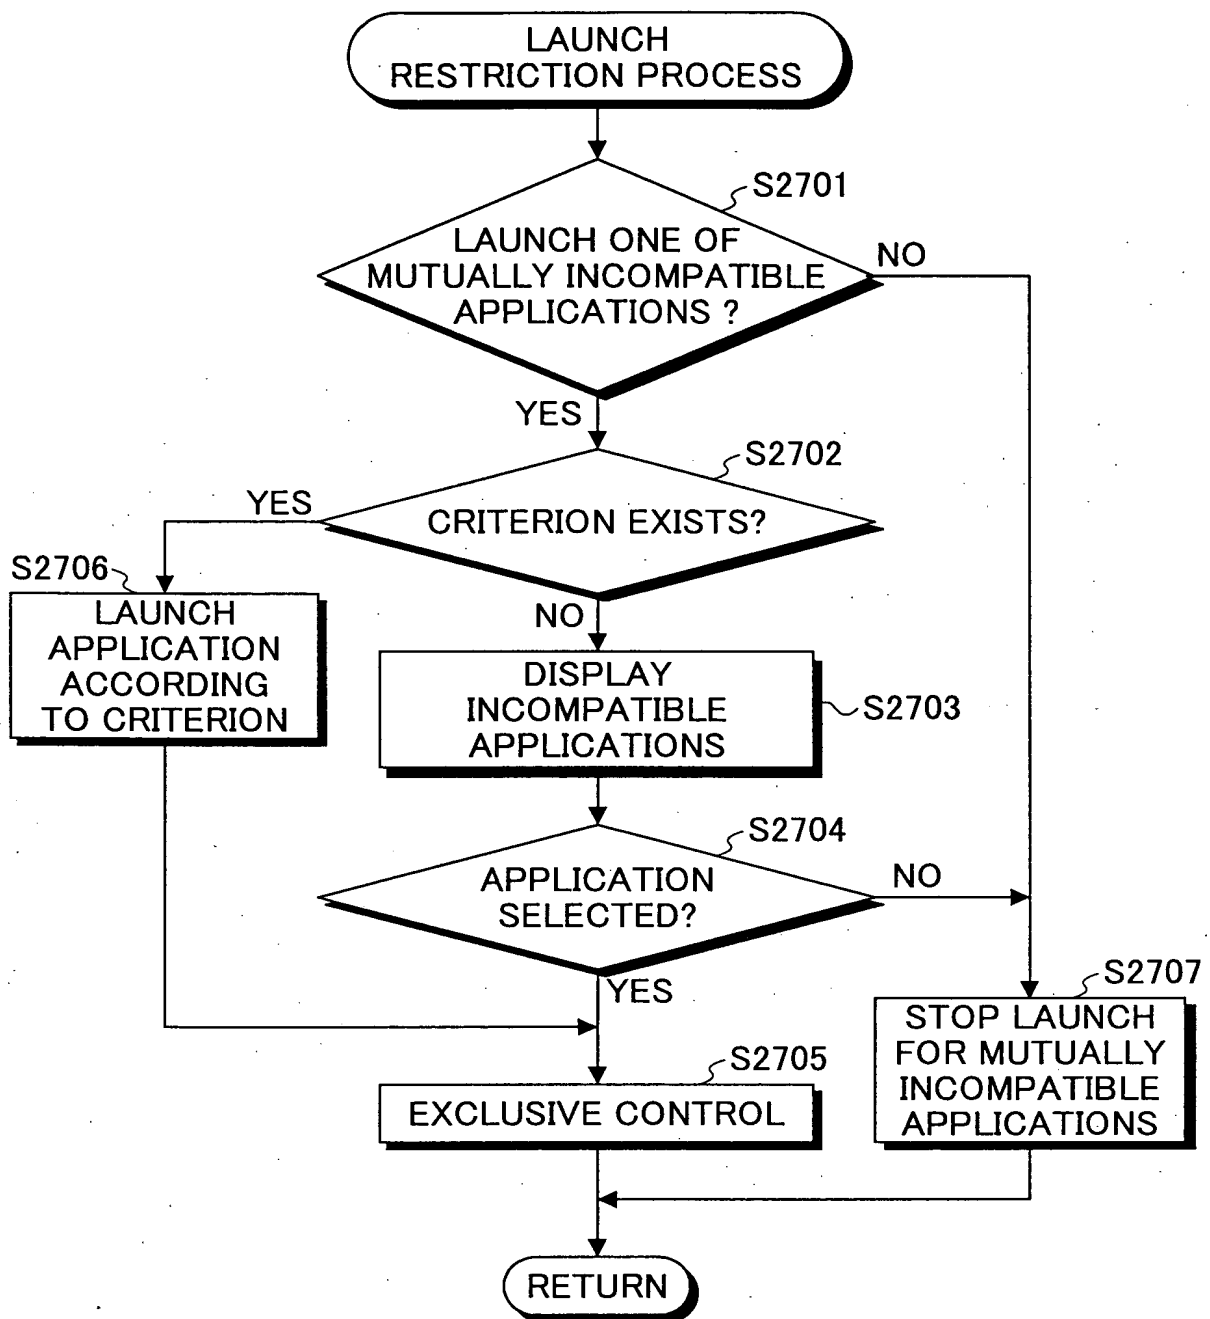 LAUNCH
RESTRICTION PROCESS
S2701
LAUNCH ONE OF
MUTUALLY INCOMPATIBLE
APPLICATIONS ?
NO
YES
S2702
YES
CRITERION EXISTS?
S2706
LAUNCH
APPLICATION
ACCORDING
TO CRITERION
NO
DISPLAY
INCOMPATIBLE
APPLICATIONS
S2703
S2704
APPLICATION
SELECTED?
NO
YES
S2707
STOP LAUNCH
FOR MUTUALLY
INCOMPATIBLE
APPLICATIONS
S2705
EXCLUSIVE CONTROL
RETURN